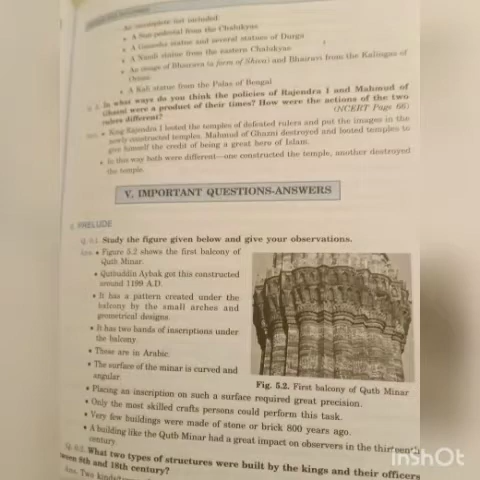 An incomplete list included:
• A Sun pedestal from the Chalukyas
• A Ganesha statue and several statues of Durga
• A Nandi statue from the eastern Chalukyas
• An image of Bhairava (a form of Shiva) and Bhairavi from the Kalingas of Orissa
• A Kali statue from the Palas of Bengal
In what ways do you think the policies of Rajendra I and Mahmud of
Ghazni were a product of their times? How were the actions of the two
rulers different? (NCERT Page 66)
Ans. • King Rajendra I looted the temples of defeated rulers and put the images in the
newly constructed temples. Mahmud of Ghazni destroyed and looted temples to
give himself the credit of being a great hero of Islam.
• In this way both were different—one constructed the temple, another destroyed
the temple.
V. IMPORTANT QUESTIONS-ANSWERS
PRELUDE
Q. 5.1. Study the figure given below and give your observations.
Ans. • Figure 5.2 shows the first balcony of
Qutb Minar.
• Qutbuddin Aybak got this constructed
around 1199 A.D.
• It has a pattern created under the
balcony by the small arches and
geometrical designs.
• It has two bands of inscriptions under
the balcony.
• These are in Arabic.
• The surface of the minar is curved and
angular.
Fig. 5.2. First balcony of Qutb Minar
• Placing an inscription on such a surface required great precision.
• Only the most skilled crafts persons could perform this task.
• Very few buildings were made of stone or brick 800 years ago.
• A building like the Qutb Minar had a great impact on observers in the thirteenth
century.
Q. 5.2. What two types of structures were built by the kings and their officers
between 8th and 18th century?
Ans. Two kinds
InShOt